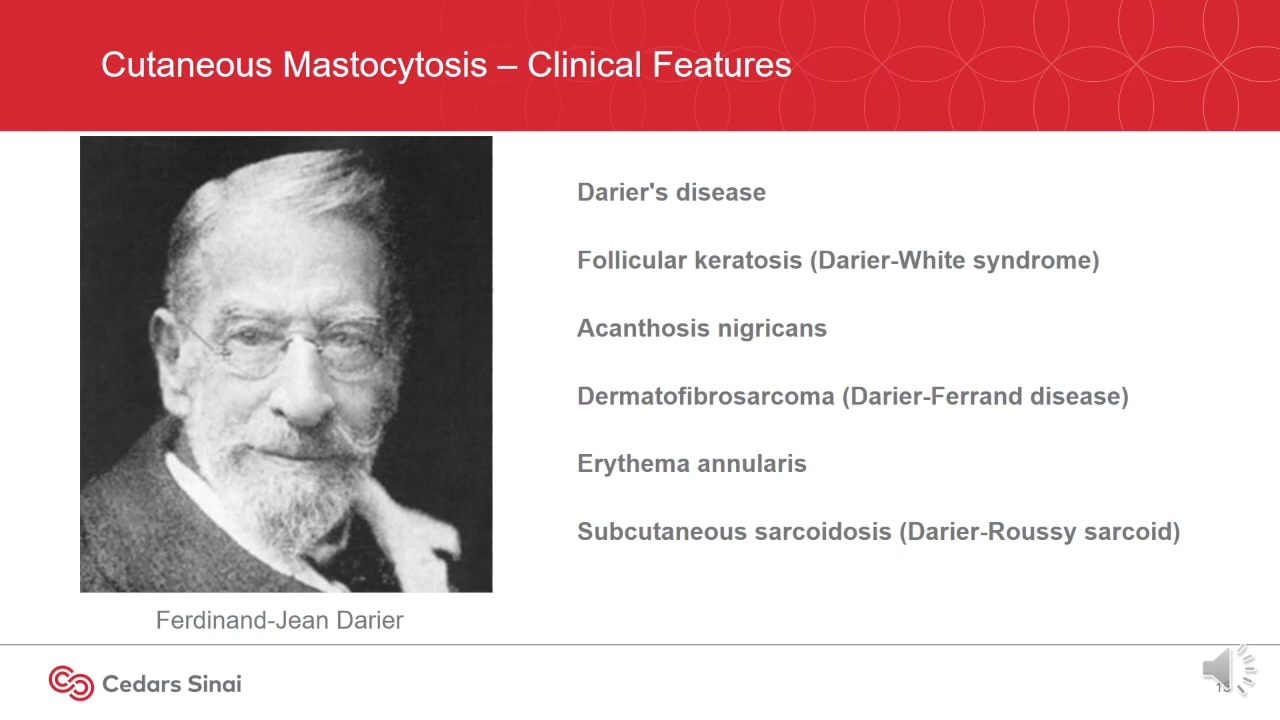 Cutaneous Mastocytosis – Clinical Features
Darier's disease
Follicular keratosis (Darier-White syndrome)
Acanthosis nigricans
Dermatofibrosarcoma (Darier-Ferrand disease)
Erythema annularis
Subcutaneous sarcoidosis (Darier-Roussy sarcoid)
Ferdinand-Jean Darier
Cedars Sinai